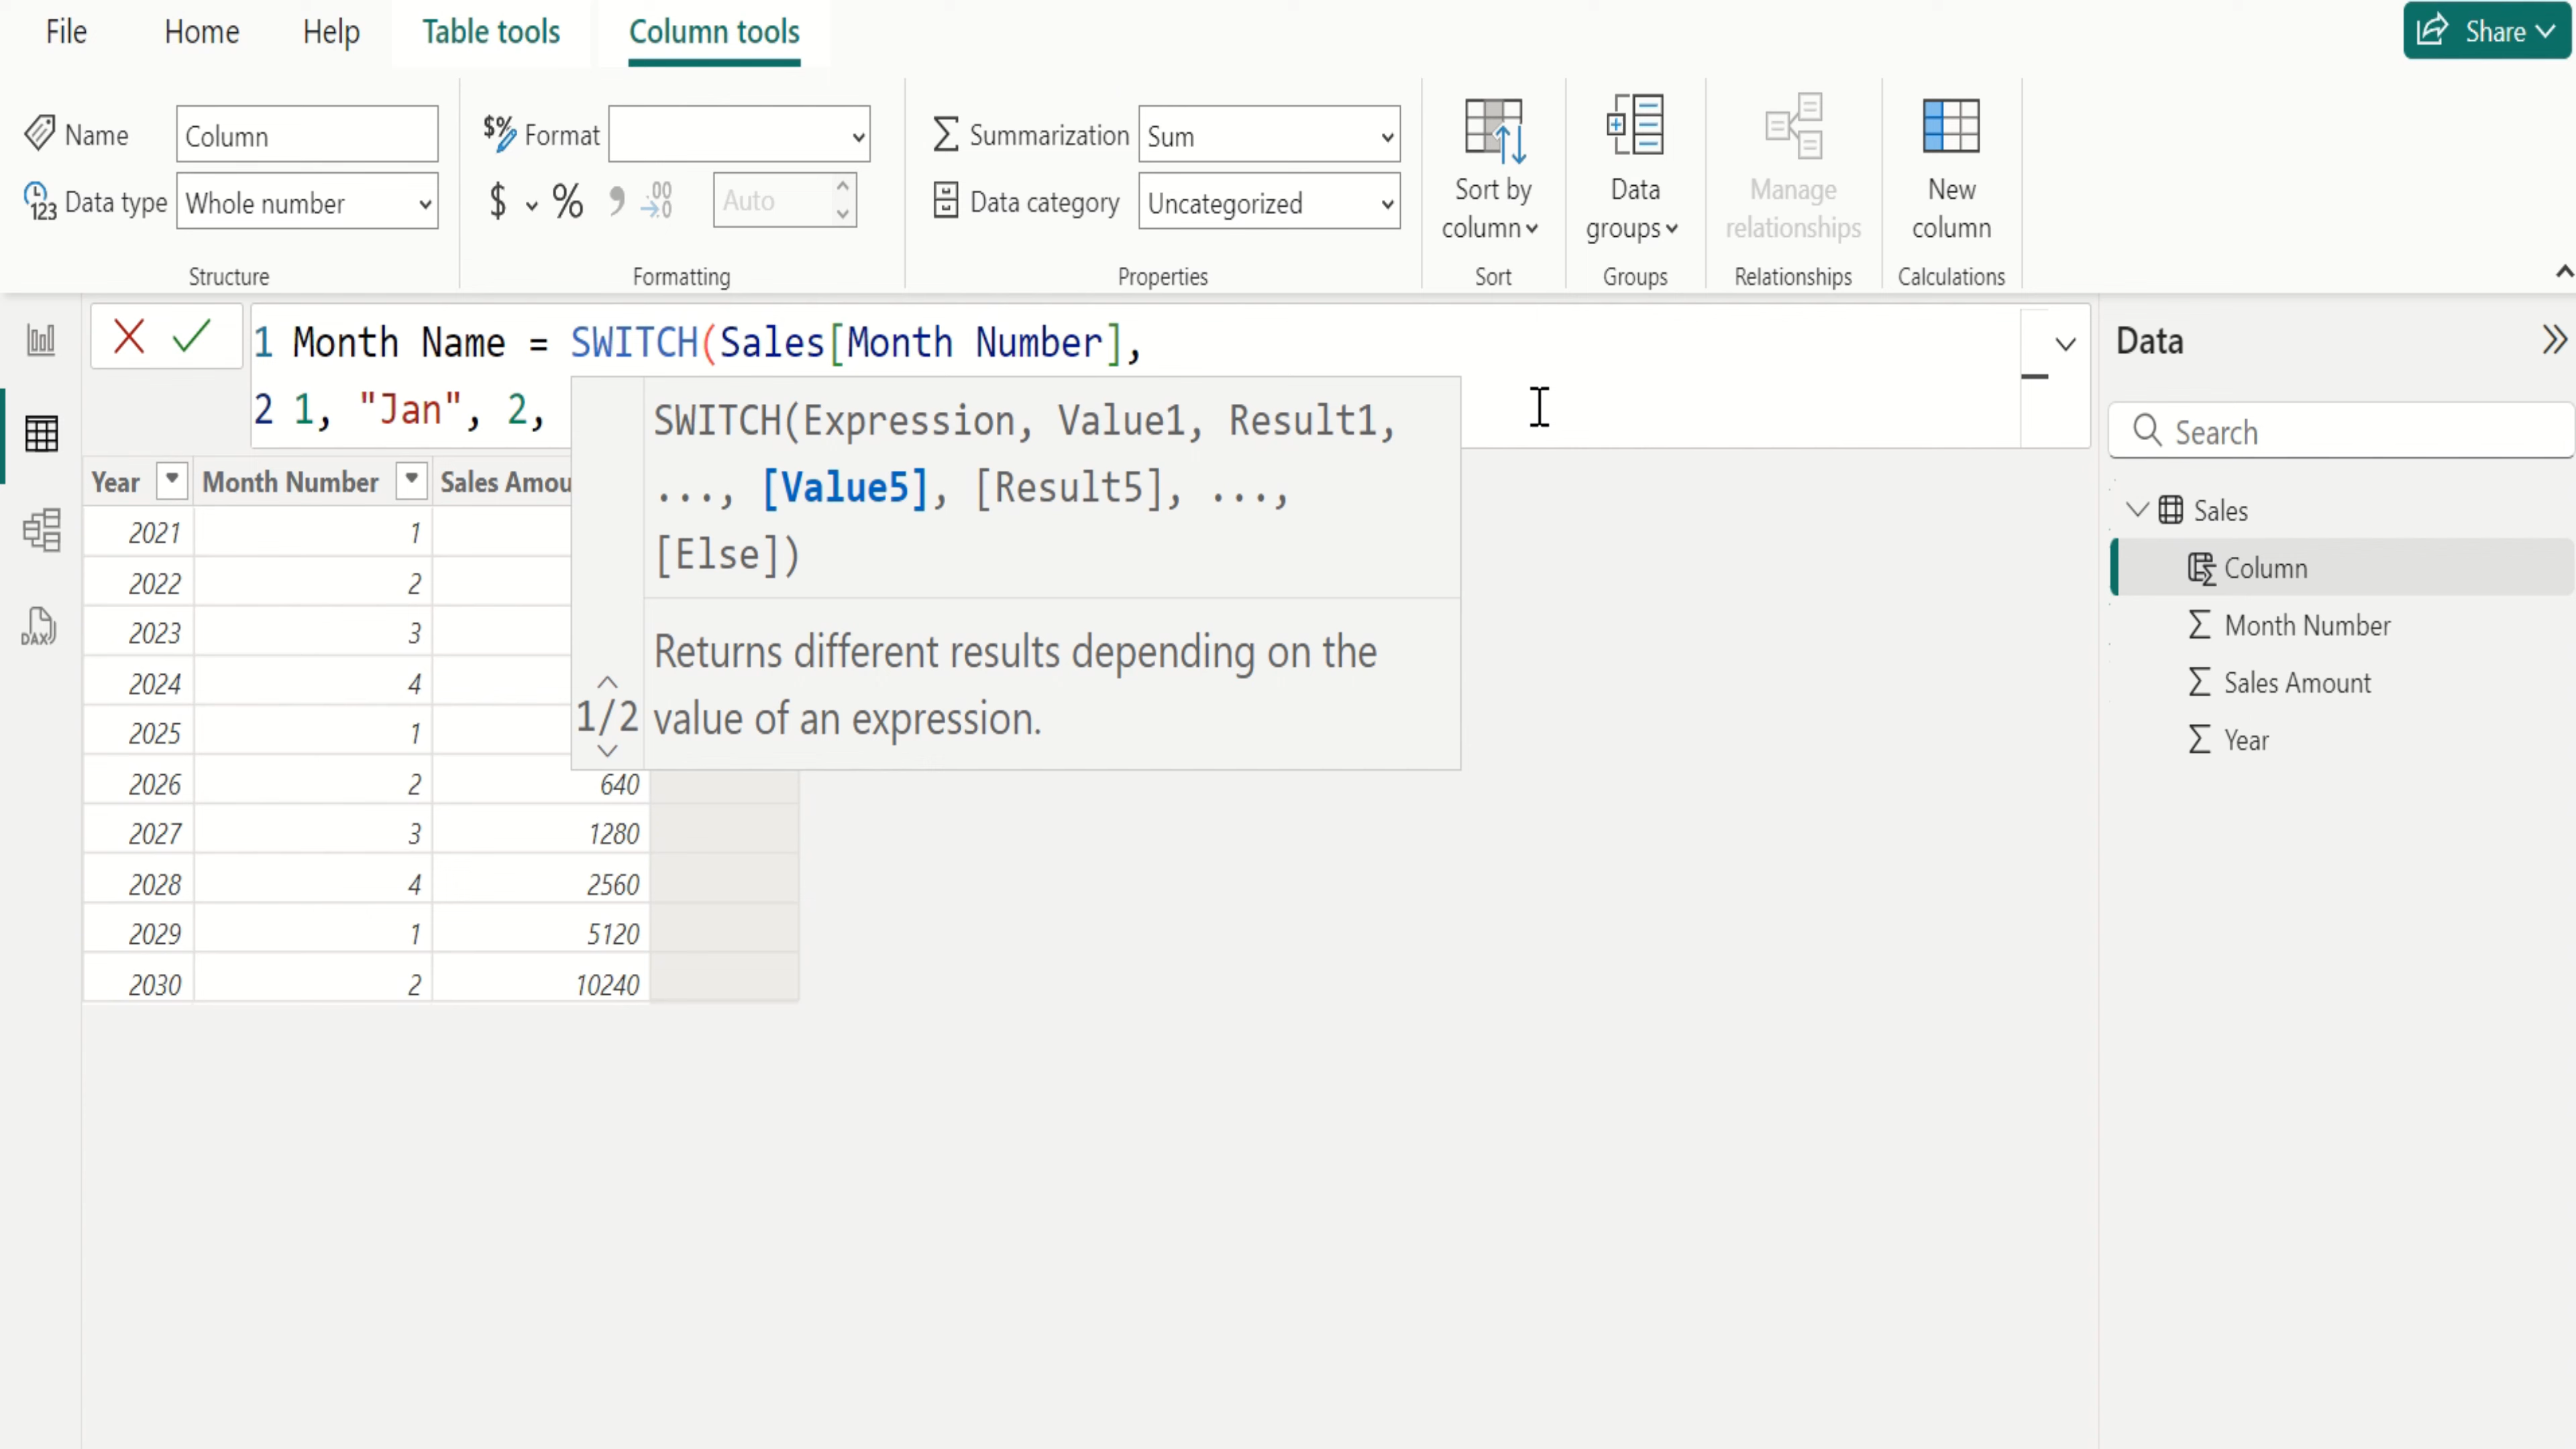 File Home Help Table tools Column tools Share
Name Column $% Format Summarization Sum
123 Data type Whole number $ % , .00 →.0 Auto Data category Uncategorized
Sort by column Data groups Manage relationships New column
Structure Formatting Properties Sort Groups Relationships Calculations
1 Month Name = SWITCH(Sales[Month Number],
2 1, "Jan", 2,
SWITCH(Expression, Value1, Result1,
..., [Value5], [Result5], ...,
[Else])
1/2
Returns different results depending on the
value of an expression.
Year Month Number Sales Amou
2021 1
2022 2
2023 3
2024 4
2025 1
2026 2 640
2027 3 1280
2028 4 2560
2029 1 5120
2030 2 10240
DAX
Data
Search
Sales
Column
Month Number
Sales Amount
Year